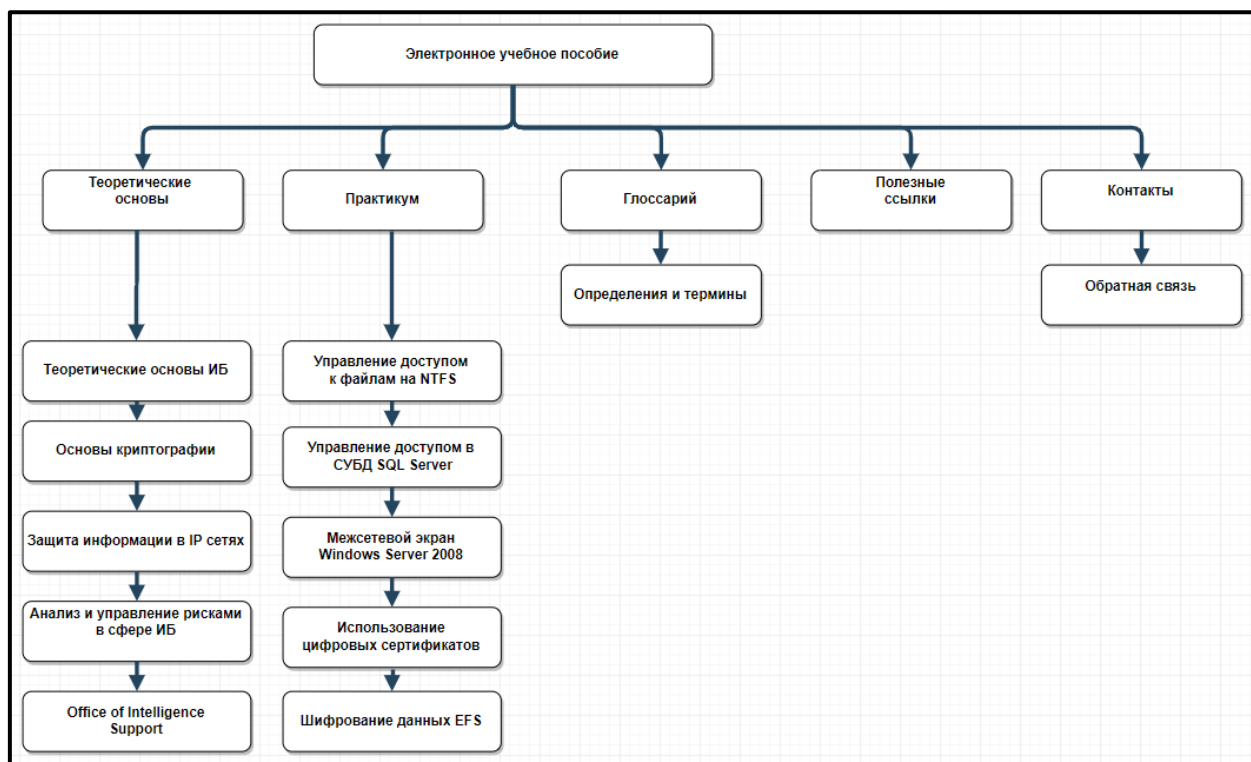 Электронное учебное пособие
Теоретические
основы
Практикум
Глоссарий
Полезные
ссылки
Контакты
Определения и термины
Обратная связь
Теоретические основы ИБ
Основы криптографии
Защита информации в IP сетях
Анализ и управление рисками
в сфере ИБ
Office of Intelligence
Support
Управление доступом
к файлам на NTFS
Управление доступом в
СУБД SQL Server
Межсетевой экран
Windows Server 2008
Использование
цифровых сертификатов
Шифрование данных EFS